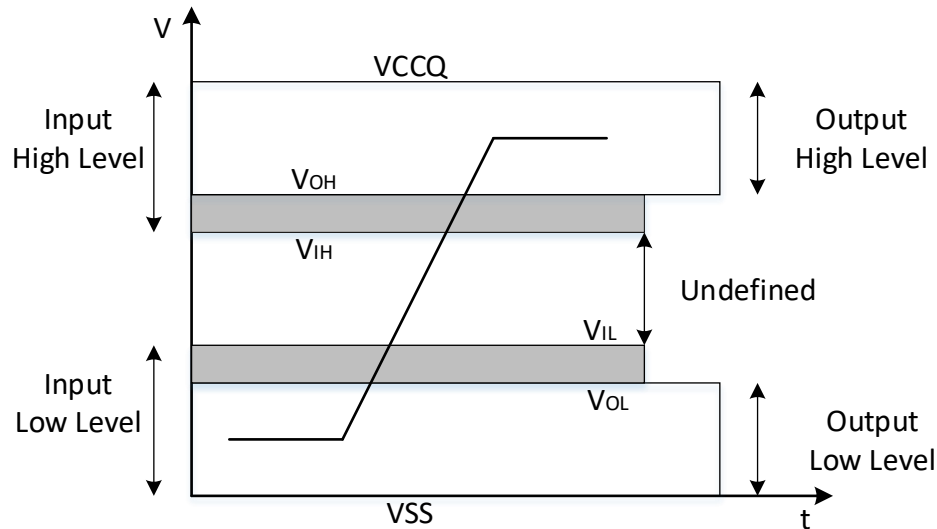 V
VCCQ
Input
High Level
Output
High Level
VOH
VIH
Undefined
VIL
Input
Low Level
VOL
Output
Low Level
VSS
t